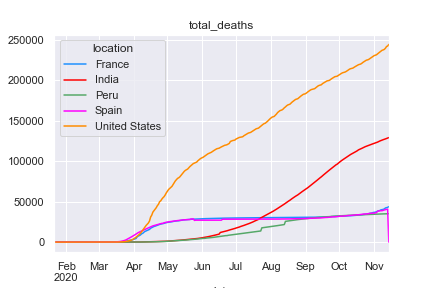 total_deaths
250000
200000
150000
100000
50000
0
location
France
India
Peru
Spain
United States
Feb Mar Apr May Jun Jul Aug Sep Oct Nov
2020